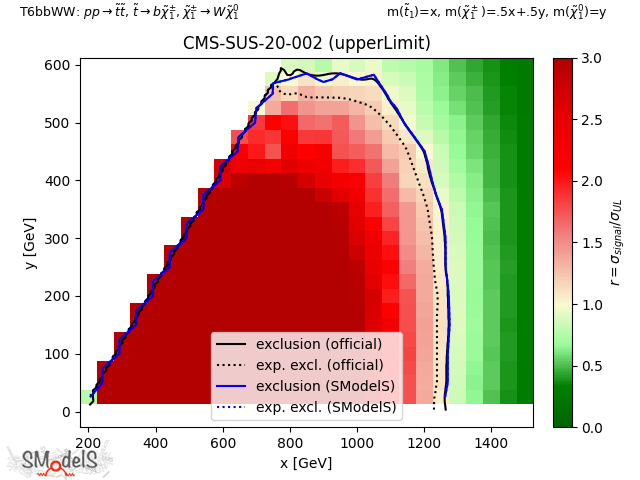 T6bbWW: pp→t̃t̃, t̃→bχ̃₁^±, χ̃₁^±→Wχ̃₁⁰ m(t̃₁)=x, m(χ̃₁^±)=.5x+.5y, m(χ̃₁⁰)=y
CMS-SUS-20-002 (upperLimit)
600
500
400
300
200
100
0
y [GeV]
200 400 600 800 1000 1200 1400
x [GeV]
exclusion (official)
exp. excl. (official)
exclusion (SModelS)
exp. excl. (SModelS)
3.0
2.5
2.0
1.5
1.0
0.5
0.0
r = σ_signal/σ_UL
SModelS